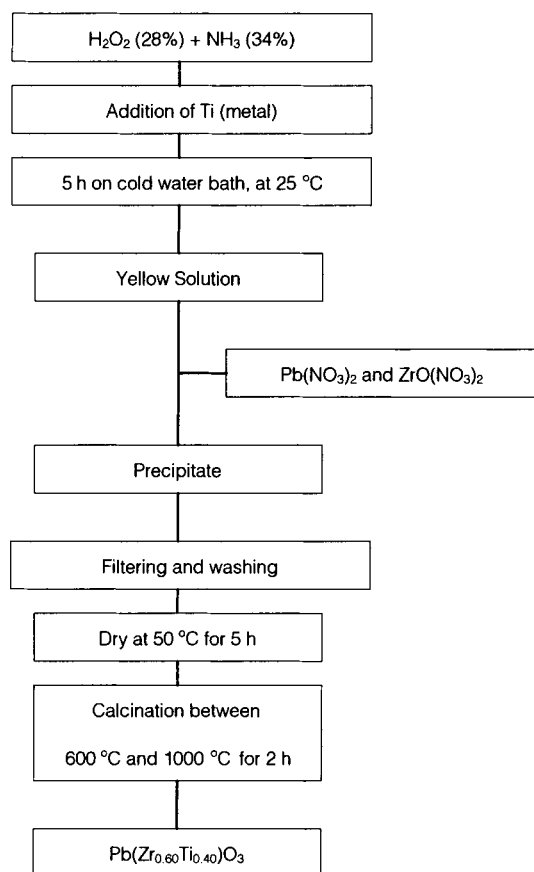 H₂O₂ (28%) + NH₃ (34%)
Addition of Ti (metal)
5 h on cold water bath, at 25 °C
Yellow Solution
Pb(NO₃)₂ and ZrO(NO₃)₂
Precipitate
Filtering and washing
Dry at 50 °C for 5 h
Calcination between
600 °C and 1000 °C for 2 h
Pb(Zr₀.₆₀Ti₀.₄₀)O₃